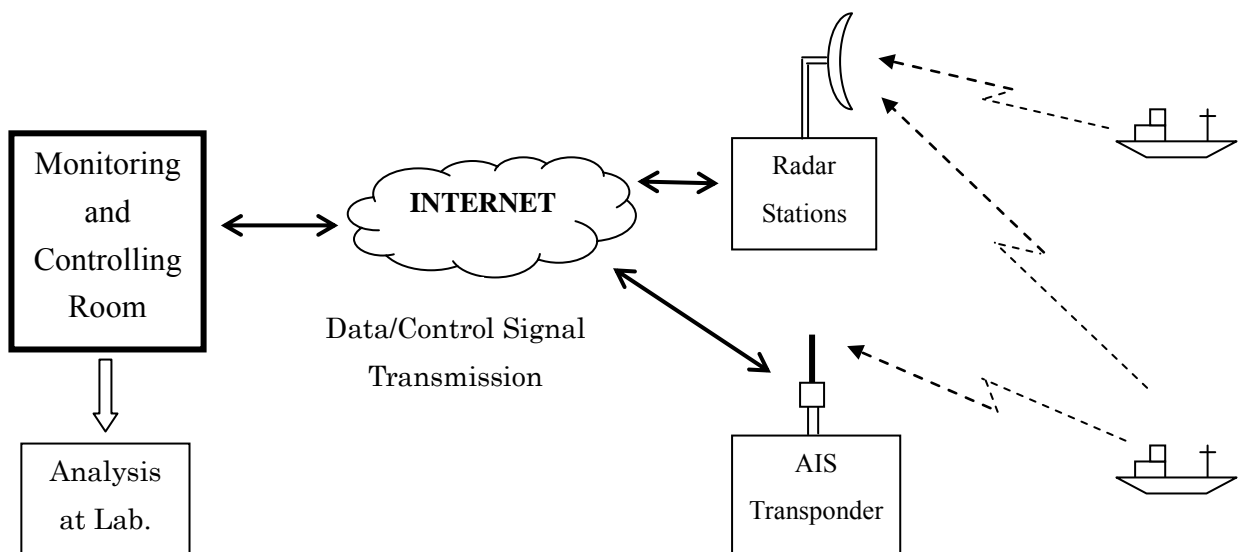 Monitoring
and
Controlling
Room
INTERNET
Data/Control Signal
Transmission
Radar
Stations
Analysis
at Lab.
AIS
Transponder